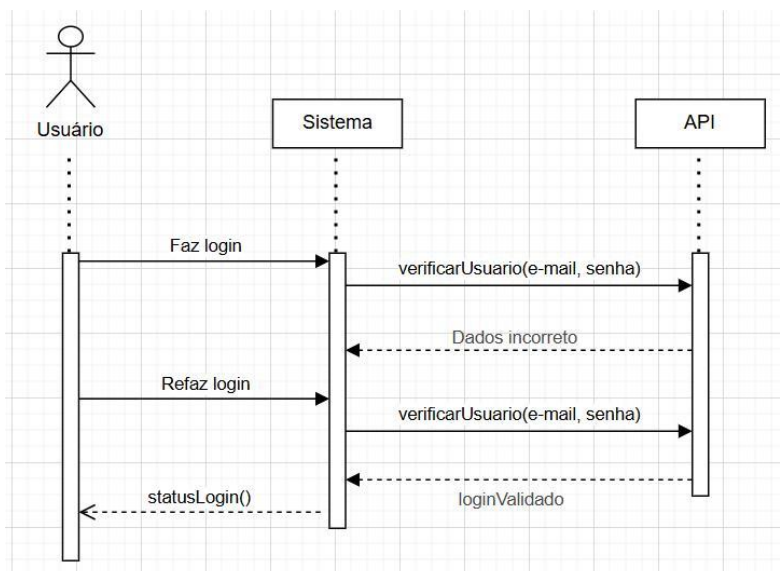 Usuário
Sistema
API
Faz login
verificarUsuario(e-mail, senha)
Dados incorreto
Refaz login
verificarUsuario(e-mail, senha)
statusLogin()
loginValidado